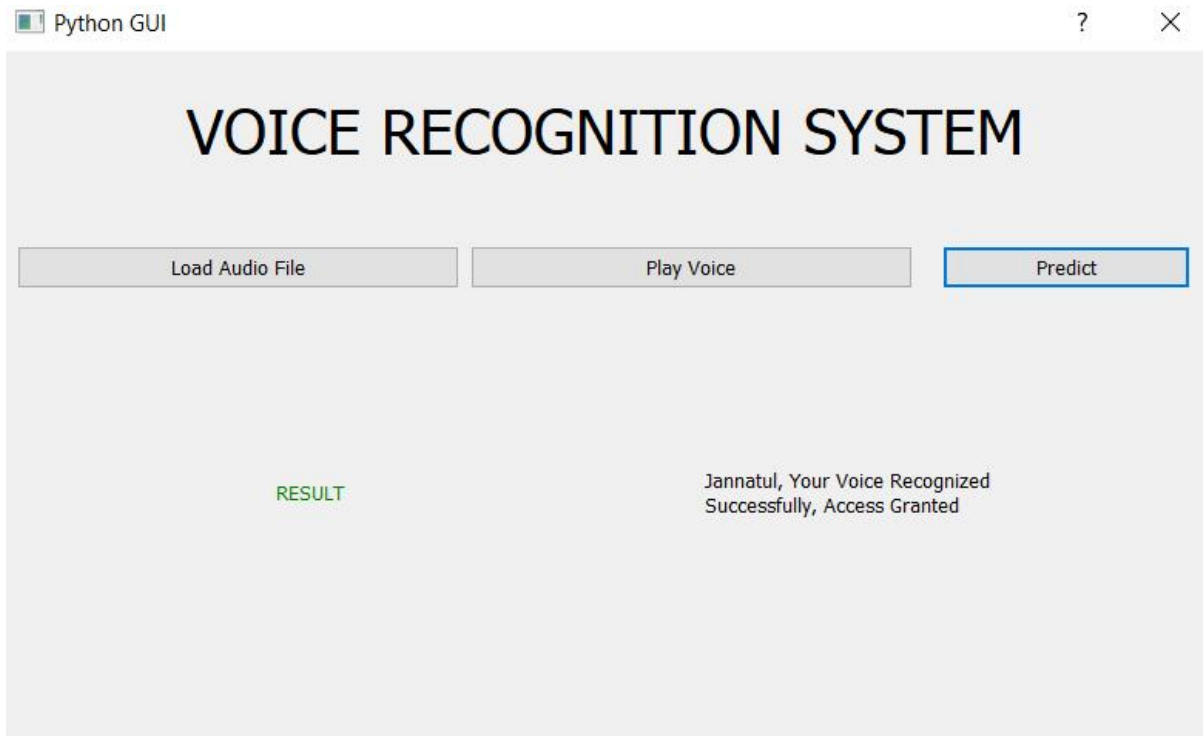 Python GUI
?
VOICE RECOGNITION SYSTEM
Load Audio File
Play Voice
Predict
RESULT
Jannatul, Your Voice Recognized
Successfully, Access Granted